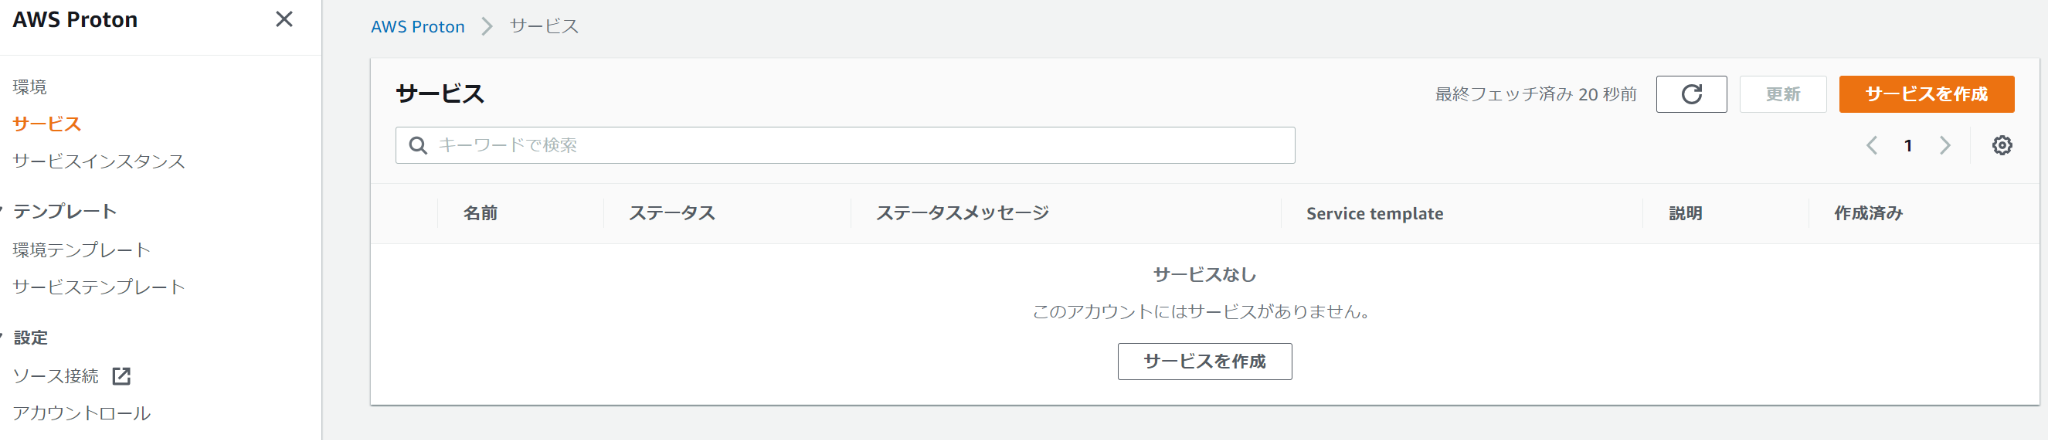 AWS Proton
環境
サービス
サービスインスタンス
テンプレート
環境テンプレート
サービステンプレート
設定
ソース接続
アカウントロール
AWS Proton サービス
サービス 最終フェッチ済み 20 秒前 更新 サービスを作成
キーワードで検索 1
名前 ステータス ステータスメッセージ Service template 説明 作成済み
サービスなし
このアカウントにはサービスがありません。
サービスを作成